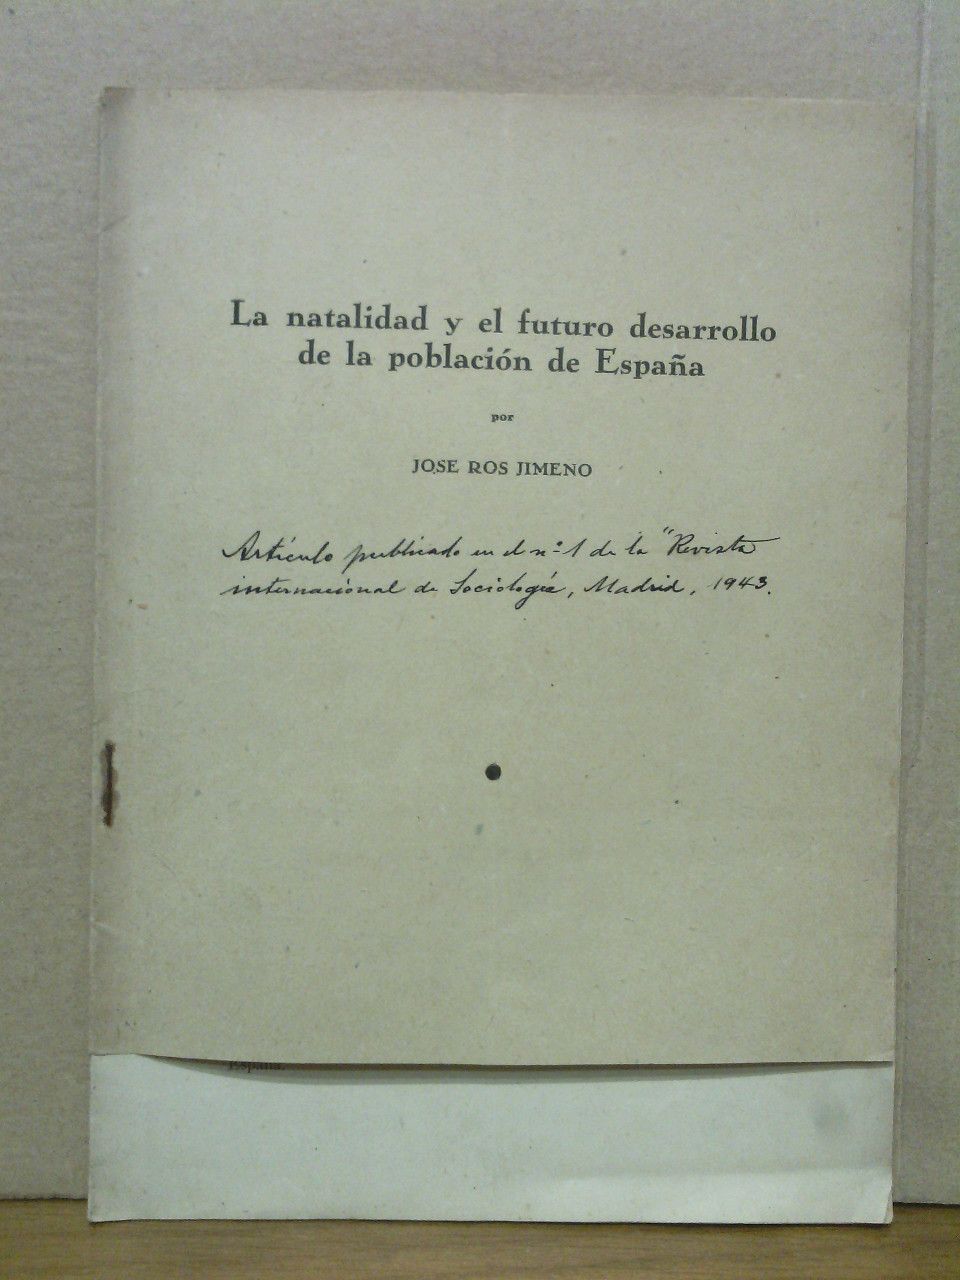 La natalidad y el futuro desarrollo
de la población de España
por
JOSE ROS JIMENO
Artículo publicado en el nº 1 de la "Revista
internacional de Sociología, Madrid, 1943.
España.